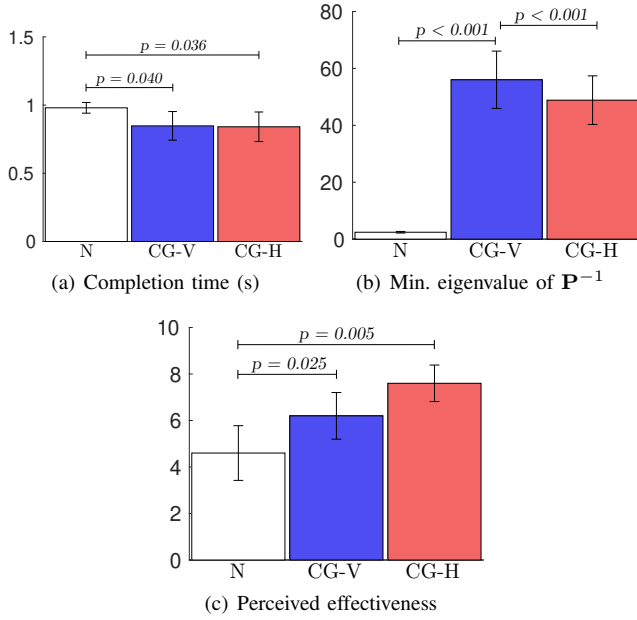 1.5
1
0.5
0
p = 0.036
p = 0.040
N CG-V CG-H
(a) Completion time (s)
80
60
40
20
0
p < 0.001 p < 0.001
N CG-V CG-H
(b) Min. eigenvalue of P⁻¹
10
8
6
4
2
0
p = 0.005
p = 0.025
N CG-V CG-H
(c) Perceived effectiveness